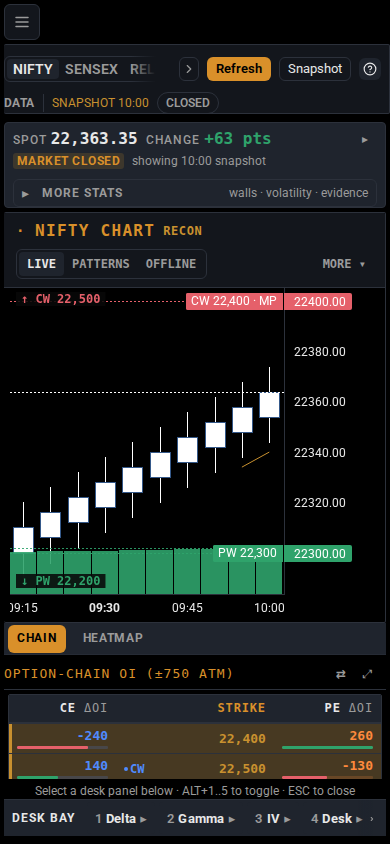 NIFTY SENSEX REL › Refresh Snapshot ?
DATA SNAPSHOT 10:00 CLOSED
SPOT 22,363.35 CHANGE +63 pts ▸
MARKET CLOSED showing 10:00 snapshot
▸ MORE STATS walls · volatility · evidence
· NIFTY CHART RECON
LIVE PATTERNS OFFLINE MORE ▾
↑ CW 22,500 CW 22,400 · MP 22400.00
22380.00
22360.00
22340.00
22320.00
PW 22,300 22300.00
↓ PW 22,200
09:15 09:30 09:45 10:00
CHAIN HEATMAP
OPTION-CHAIN OI (±750 ATM) ⇄ ⤢
CE ΔOI STRIKE PE ΔOI
-240 22,400 260
140 •CW 22,500 -130
Select a desk panel below · ALT+1..5 to toggle · ESC to close
DESK BAY 1 Delta ▸ 2 Gamma ▸ 3 IV ▸ 4 Desk ▸ ›